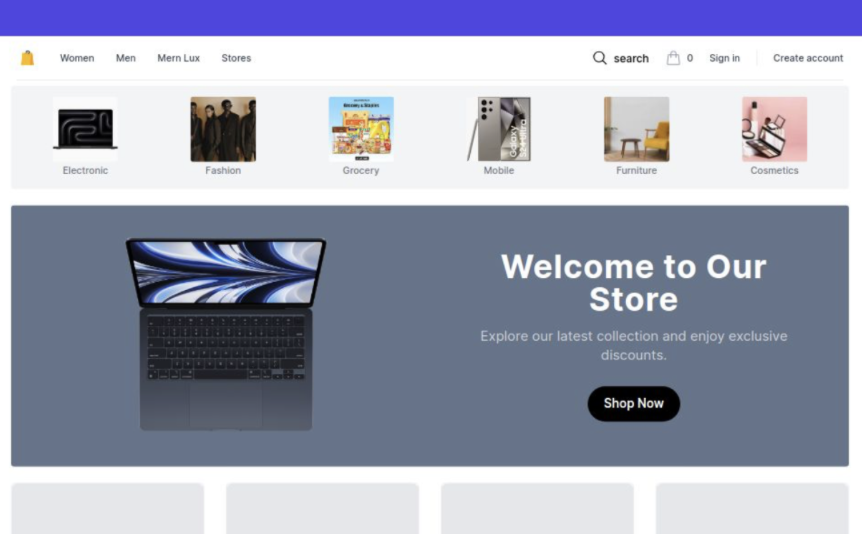 Women Men Mern Lux Stores search 0 Sign in Create account
Electronic Fashion Grocery Mobile Furniture Cosmetics
Galaxy
Welcome to Our
Store
Explore our latest collection and enjoy exclusive
discounts.
Shop Now